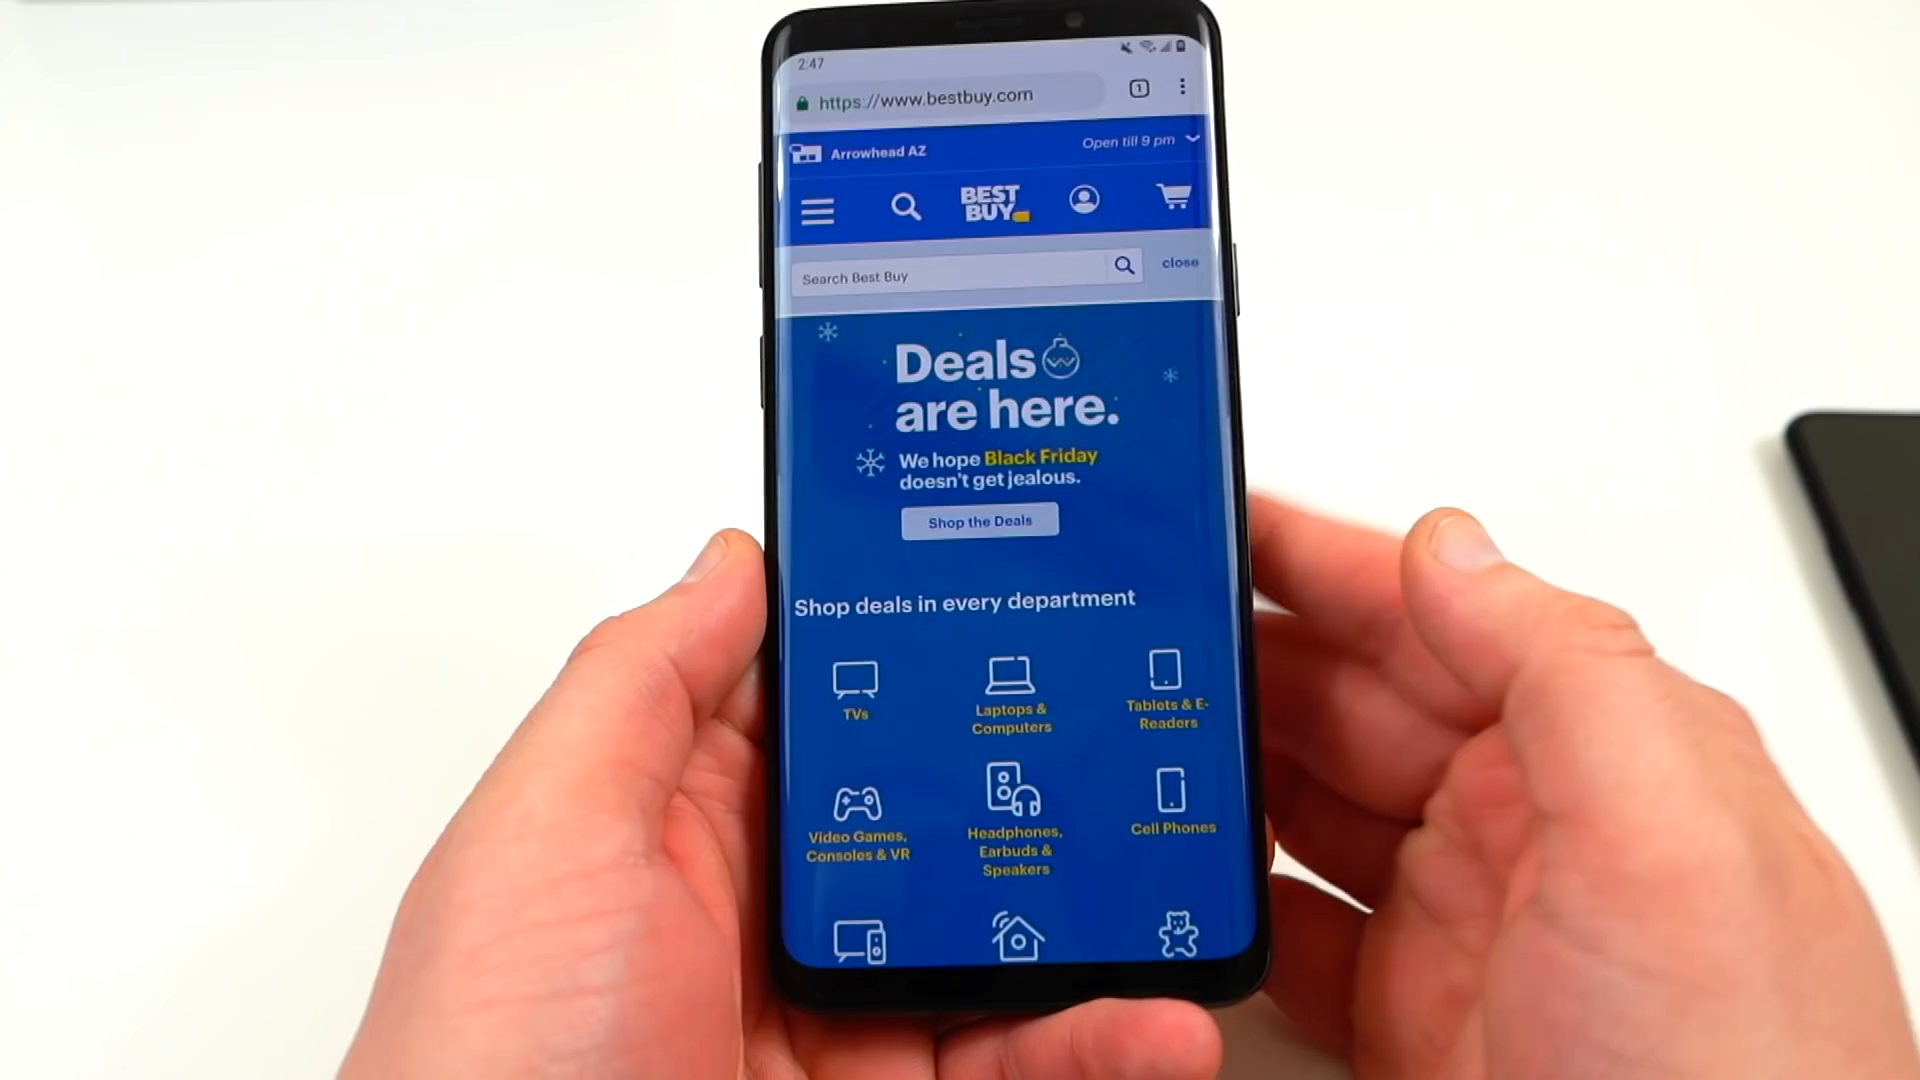 2:47
1
https://www.bestbuy.com
Arrowhead AZ
Open till 9 pm
BEST
BUY
Search Best Buy
close
Deals
are here.
We hope Black Friday
doesn't get jealous.
Shop the Deals
Shop deals in every department
TVs
Laptops &
Computers
Tablets & E-
Readers
Video Games,
Consoles & VR
Headphones,
Earbuds &
Speakers
Cell Phones